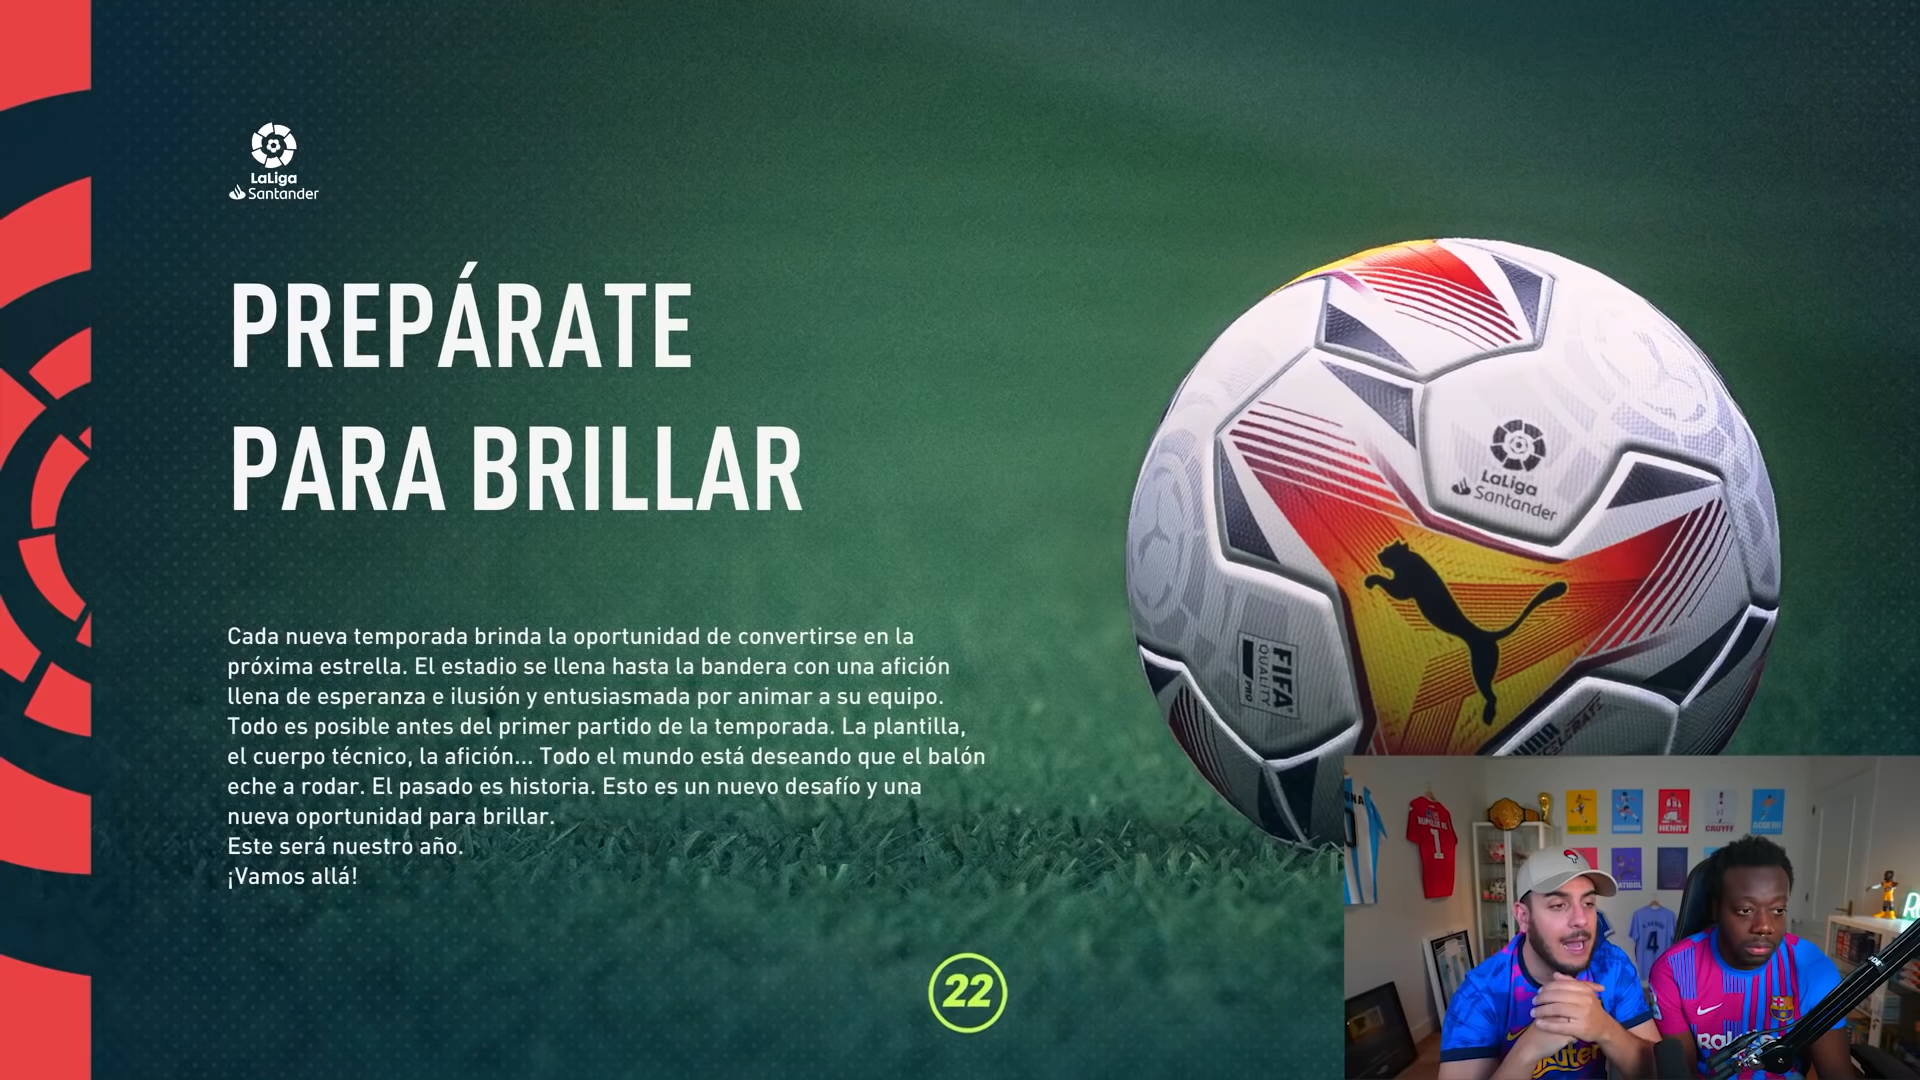 LaLiga
Santander
PREPÁRATE
PARA BRILLAR
Cada nueva temporada brinda la oportunidad de convertirse en la
próxima estrella. El estadio se llena hasta la bandera con una afición
llena de esperanza e ilusión y entusiasmada por animar a su equipo.
Todo es posible antes del primer partido de la temporada. La plantilla,
el cuerpo técnico, la afición... Todo el mundo está deseando que el balón
eche a rodar. El pasado es historia. Esto es un nuevo desafío y una
nueva oportunidad para brillar.
Este será nuestro año.
¡Vamos allá!
22
LaLiga
Santander
FIFA
QUALITY
PRO
HENRY
CRUYFF
1
4